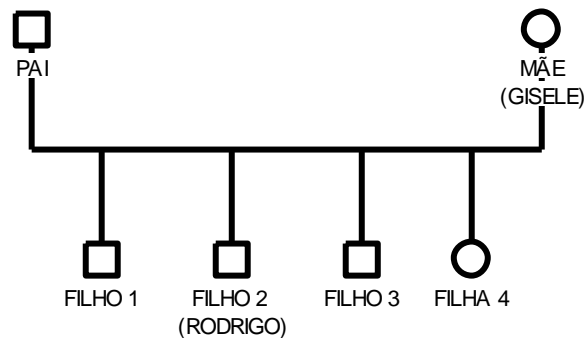 PAI
MÃE
(GISELE)
FILHO 1
FILHO 2
(RODRIGO)
FILHO 3
FILHA 4